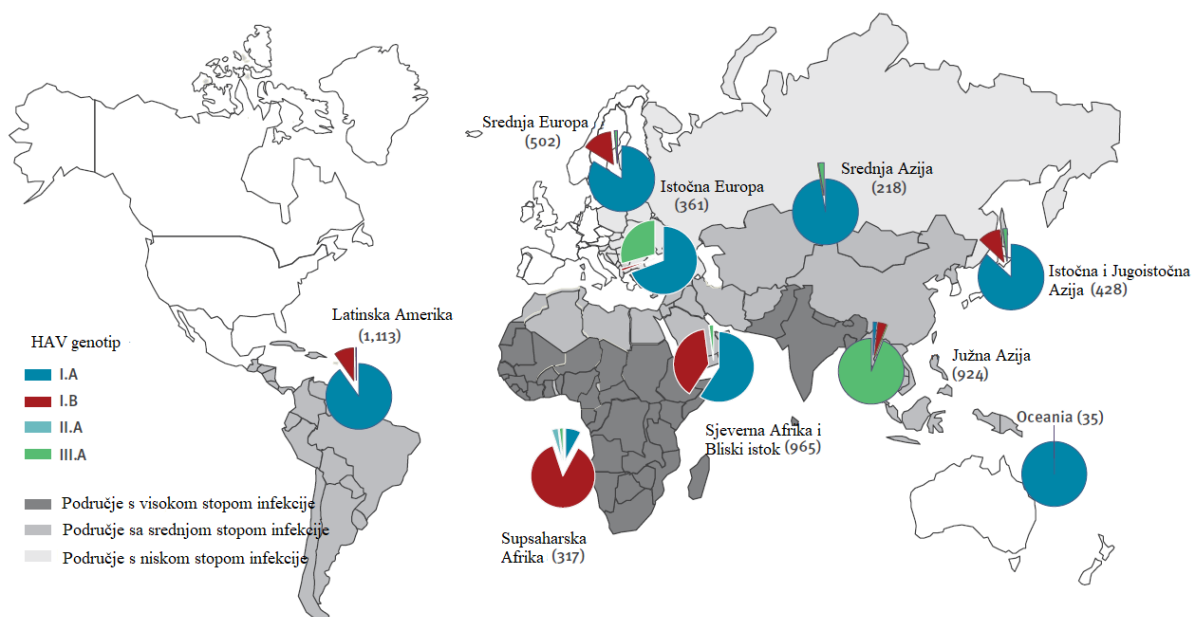 Srednja Europa
(502)
Istočna Europa
(361)
Srednja Azija
(218)
Istočna i Jugoistočna
Azija (428)
Latinska Amerika
(1,113)
Južna Azija
(924)
Oceania (35)
Sjeverna Afrika i
Bliski istok (965)
Supsaharska
Afrika (317)
HAV genotip
I.A
I.B
II.A
III.A
Područje s visokom stopom infekcije
Područje sa srednjom stopom infekcije
Područje s niskom stopom infekcije